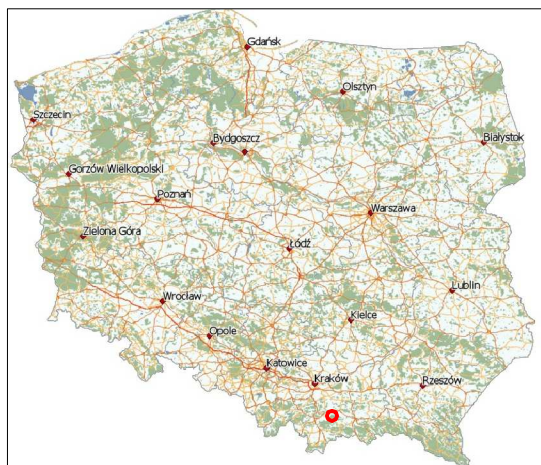 Gdańsk
Olsztyn
Szczecin
Bydgoszcz
Białystok
Gorzów Wielkopolski
Poznań
Warszawa
Zielona Góra
Łódź
Lublin
Wrocław
Kielce
Opole
Katowice
Kraków
Rzeszów